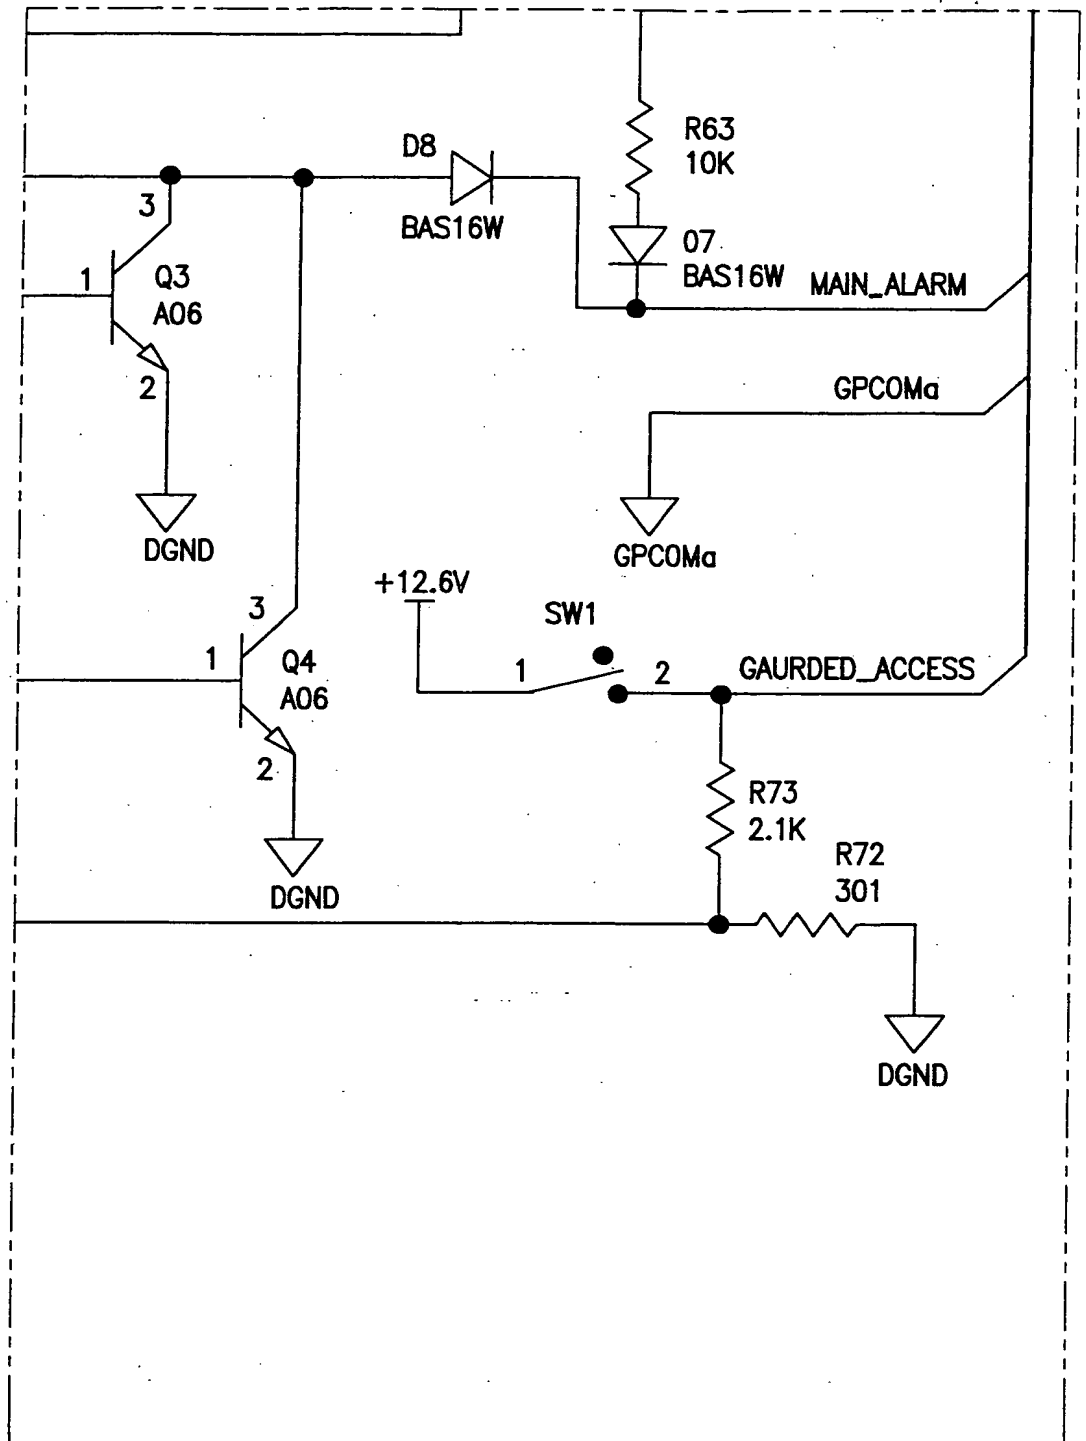 D8
BAS16W
R63
10K
07
BAS16W
MAIN_ALARM
3
1
Q3
A06
2
DGND
GPCOMa
GPCOMa
+12.6V
SW1
1
2
GAURDED_ACCESS
3
1
Q4
A06
2
DGND
R73
2.1K
R72
301
DGND